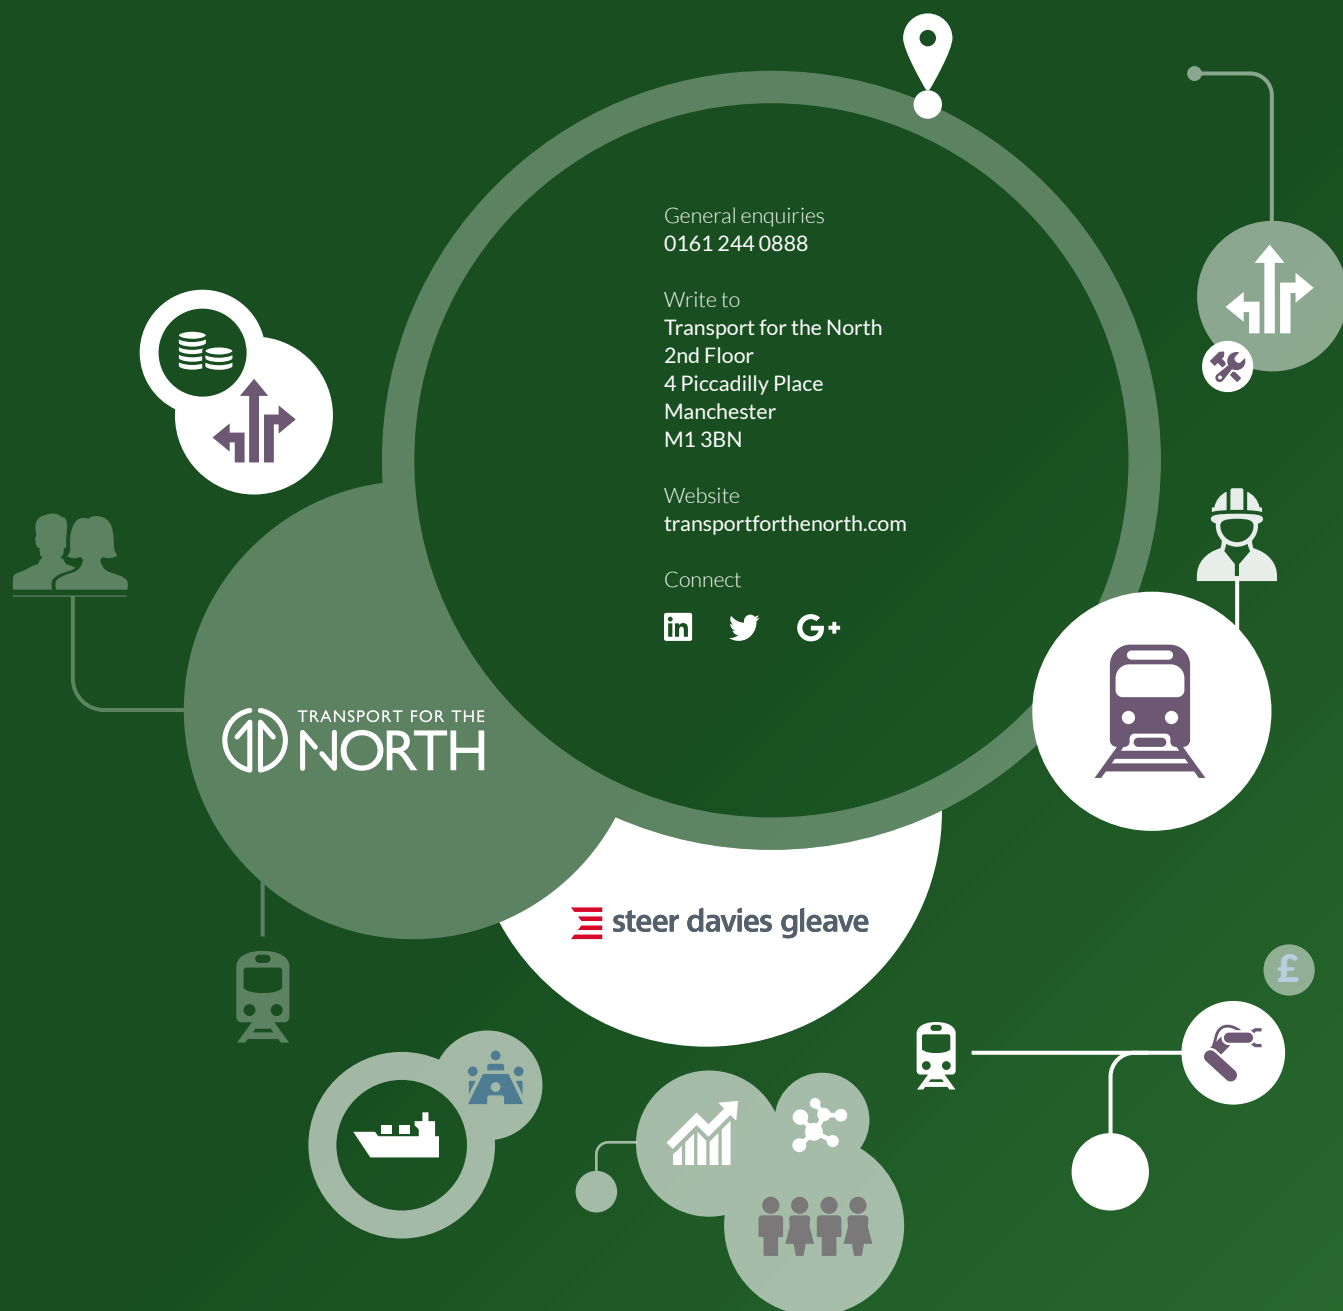 General enquiries
0161 244 0888
Write to
Transport for the North
2nd Floor
4 Piccadilly Place
Manchester
M1 3BN
Website
transportforthenorth.com
Connect
in
G+
TRANSPORT FOR THE
NORTH
steer davies gleave
£